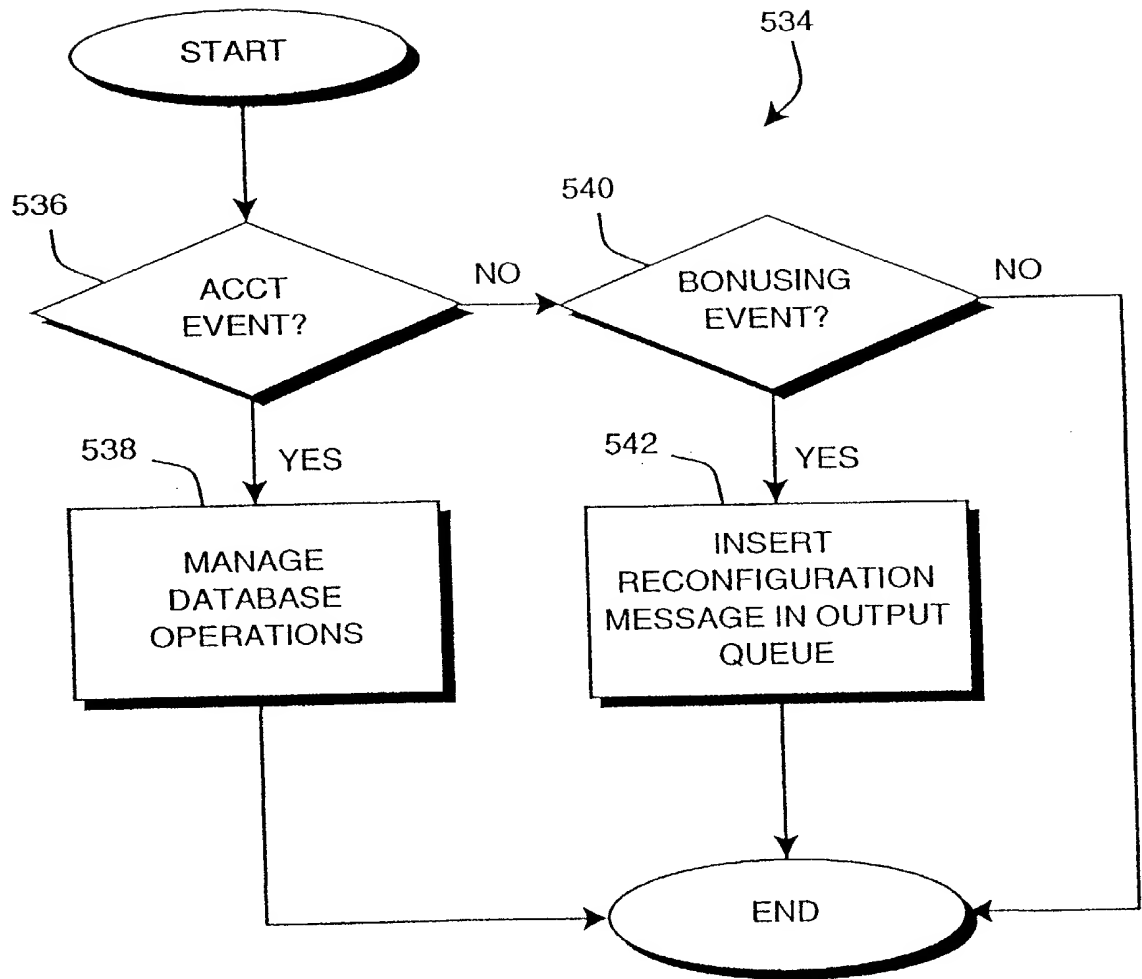 START
534
536
540
ACCT
EVENT?
NO
BONUSING
EVENT?
NO
538
YES
542
YES
MANAGE
DATABASE
OPERATIONS
INSERT
RECONFIGURATION
MESSAGE IN OUTPUT
QUEUE
END